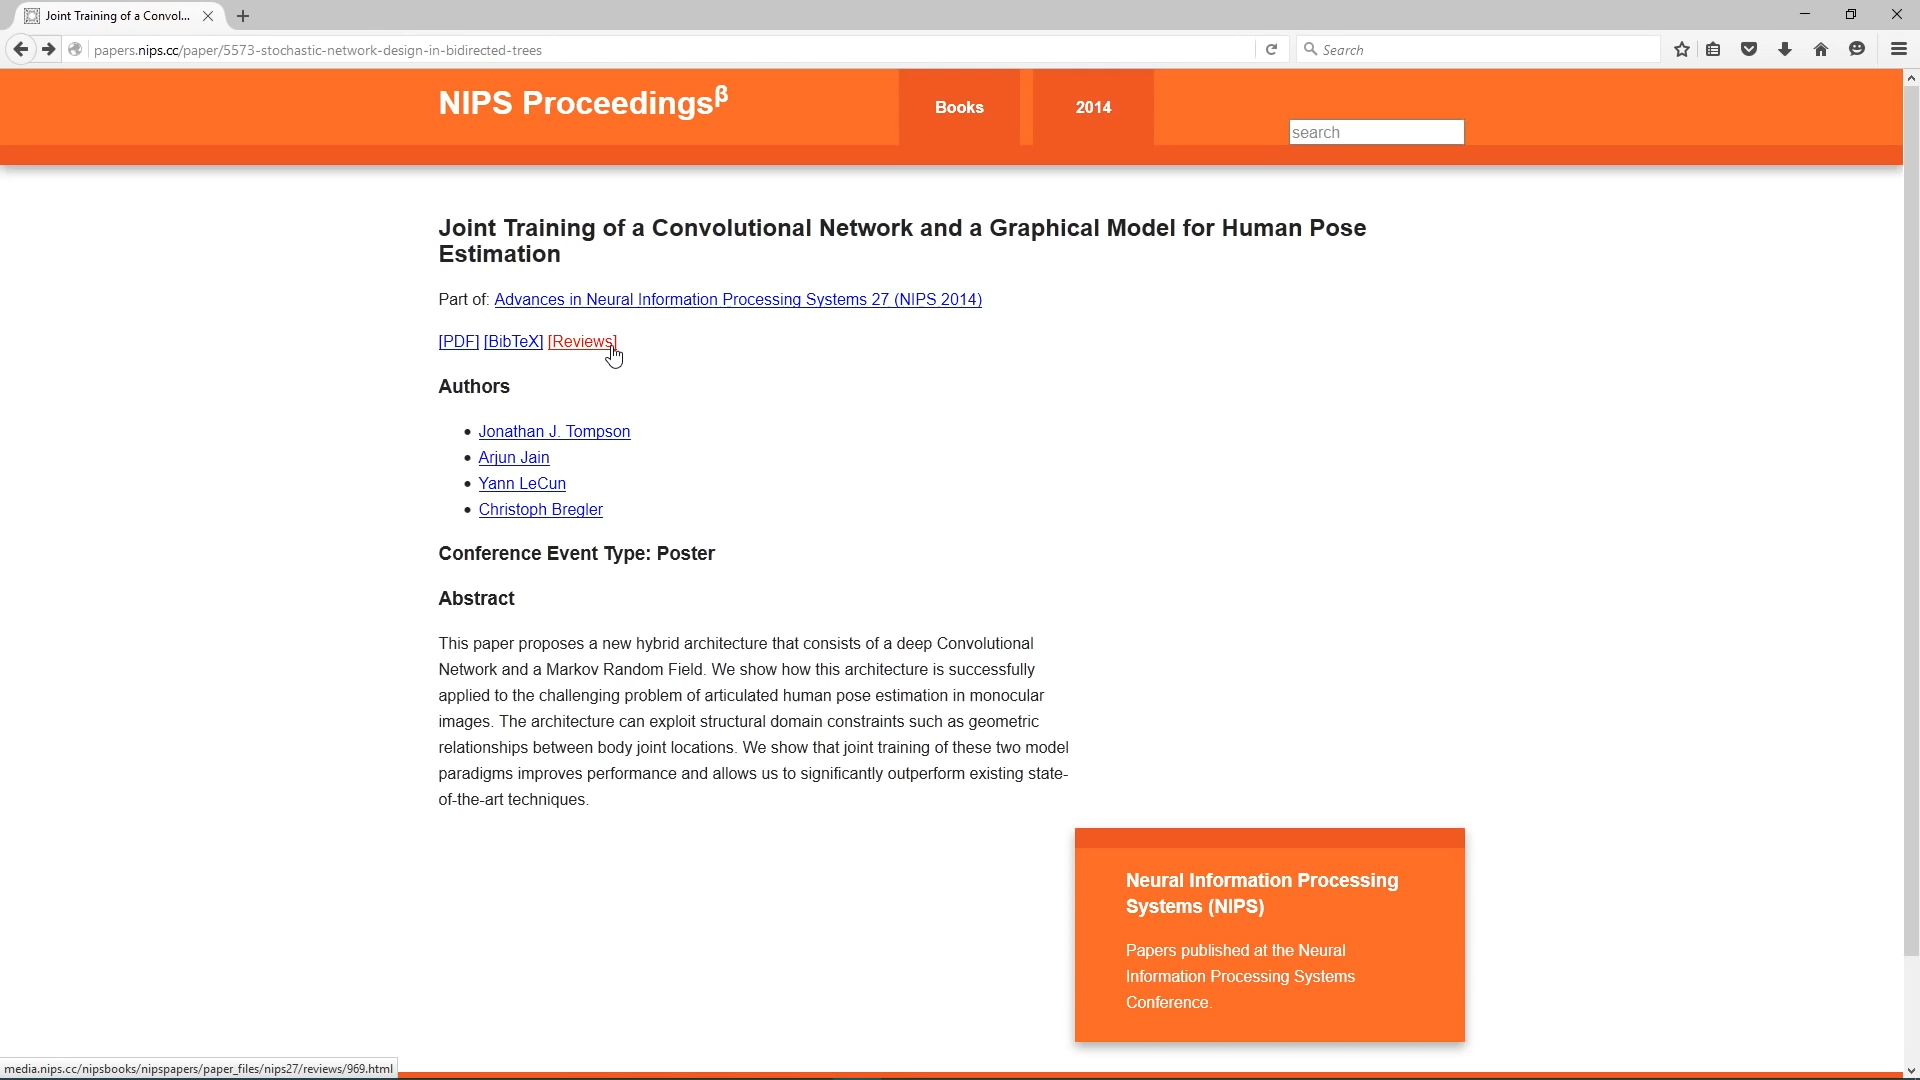 Joint Training of a Convol...
papers.nips.cc/paper/5573-stochastic-network-design-in-bidirected-trees
Search
NIPS Proceedingsβ
Books
2014
search
Joint Training of a Convolutional Network and a Graphical Model for Human Pose
Estimation
Part of: Advances in Neural Information Processing Systems 27 (NIPS 2014)
[PDF] [BibTeX] [Reviews]
Authors
• Jonathan J. Tompson
• Arjun Jain
• Yann LeCun
• Christoph Bregler
Conference Event Type: Poster
Abstract
This paper proposes a new hybrid architecture that consists of a deep Convolutional
Network and a Markov Random Field. We show how this architecture is successfully
applied to the challenging problem of articulated human pose estimation in monocular
images. The architecture can exploit structural domain constraints such as geometric
relationships between body joint locations. We show that joint training of these two model
paradigms improves performance and allows us to significantly outperform existing state-
of-the-art techniques.
Neural Information Processing
Systems (NIPS)
Papers published at the Neural
Information Processing Systems
Conference.
media.nips.cc/nipsbooks/nipspapers/paper_files/nips27/reviews/969.html